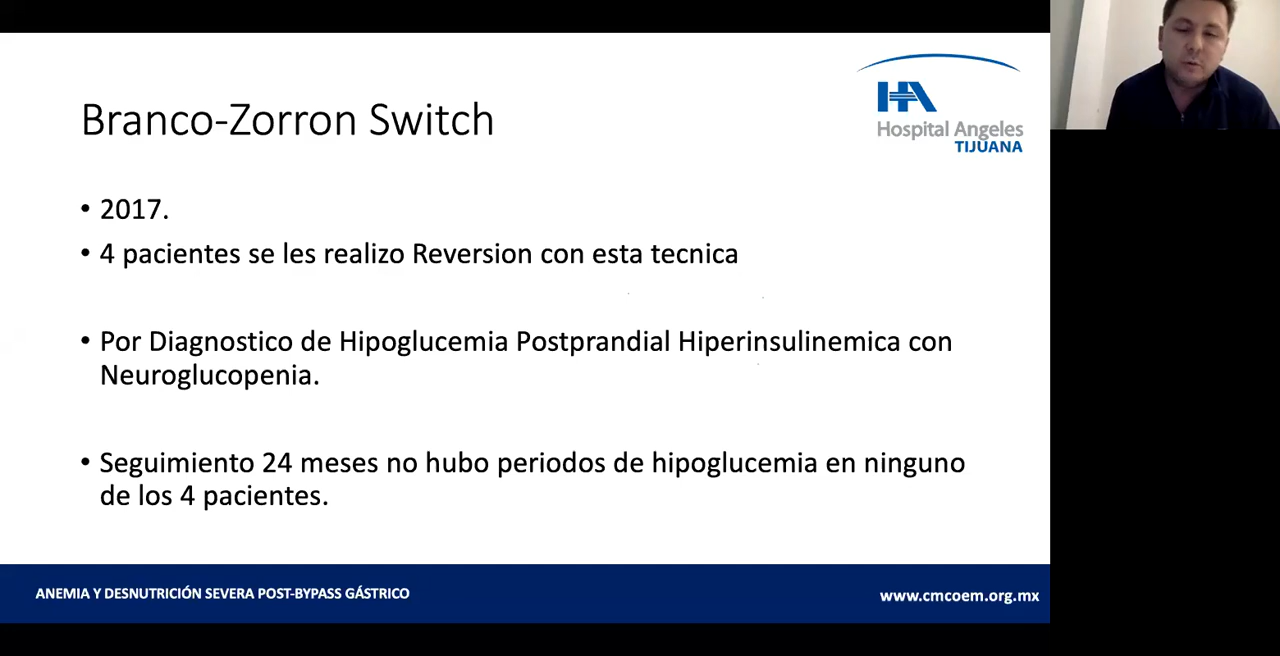 Branco-Zorron Switch
HA
Hospital Angeles
TIJUANA
• 2017.
• 4 pacientes se les realizo Reversion con esta tecnica
• Por Diagnostico de Hipoglucemia Postprandial Hiperinsulinemica con
Neuroglucopenia.
• Seguimiento 24 meses no hubo periodos de hipoglucemia en ninguno
de los 4 pacientes.
ANEMIA Y DESNUTRICIÓN SEVERA POST-BYPASS GÁSTRICO
www.cmcoem.org.mx